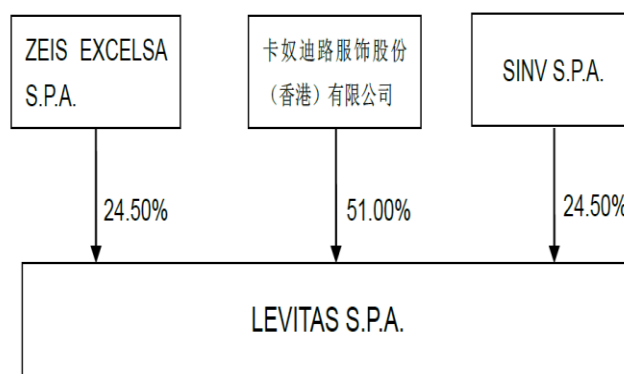 ZEIS EXCELSA
S.P.A.
卡奴迪路服饰股份
（香港）有限公司
SINV S.P.A.
24.50%
51.00%
24.50%
LEVITAS S.P.A.